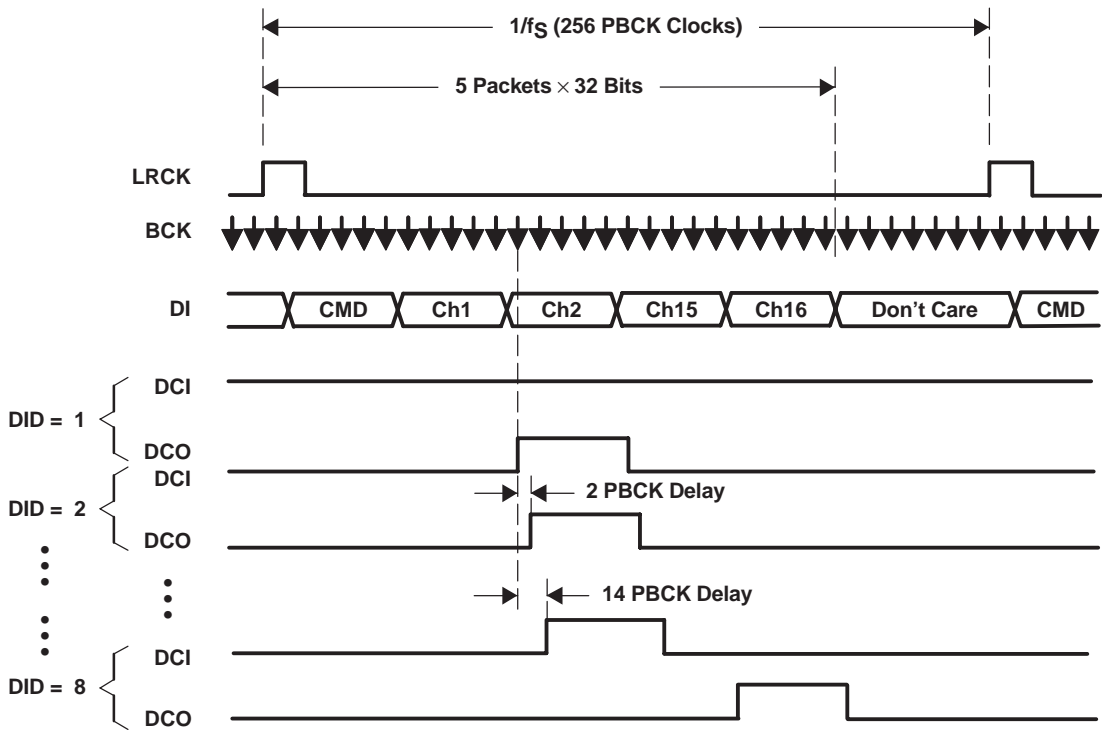 1/fS (256 PBCK Clocks)
5 Packets × 32 Bits
LRCK
BCK
DI
CMD
Ch1
Ch2
Ch15
Ch16
Don't Care
CMD
DID = 1
DCI
DCO
DID = 2
DCI
2 PBCK Delay
DCO
14 PBCK Delay
DID = 8
DCI
DCO